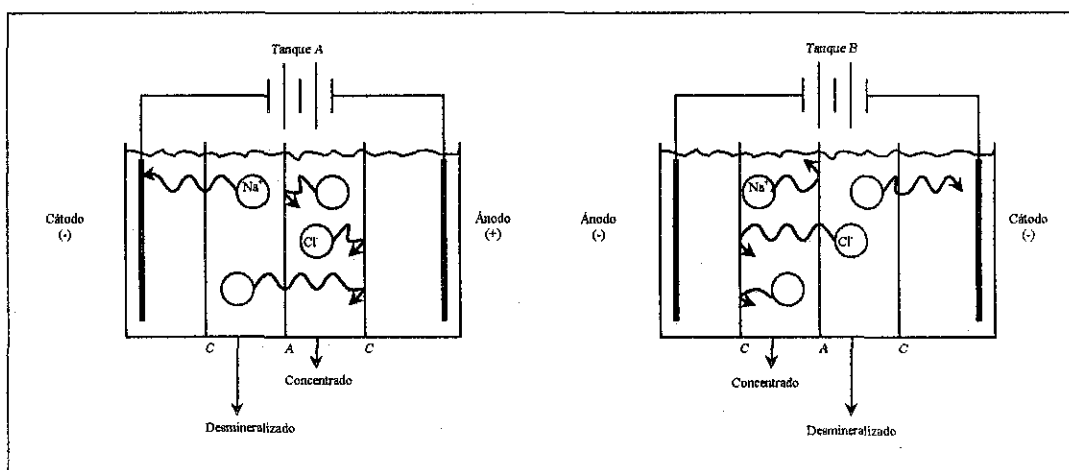 Tanque A
Cátodo
(-)
Na⁺
Cl⁻
Ánodo
(+)
C
A
C
Concentrado
Desmineralizado
Tanque B
Ánodo
(-)
Na⁺
Cl⁻
Cátodo
(-)
C
A
C
Concentrado
Desmineralizado